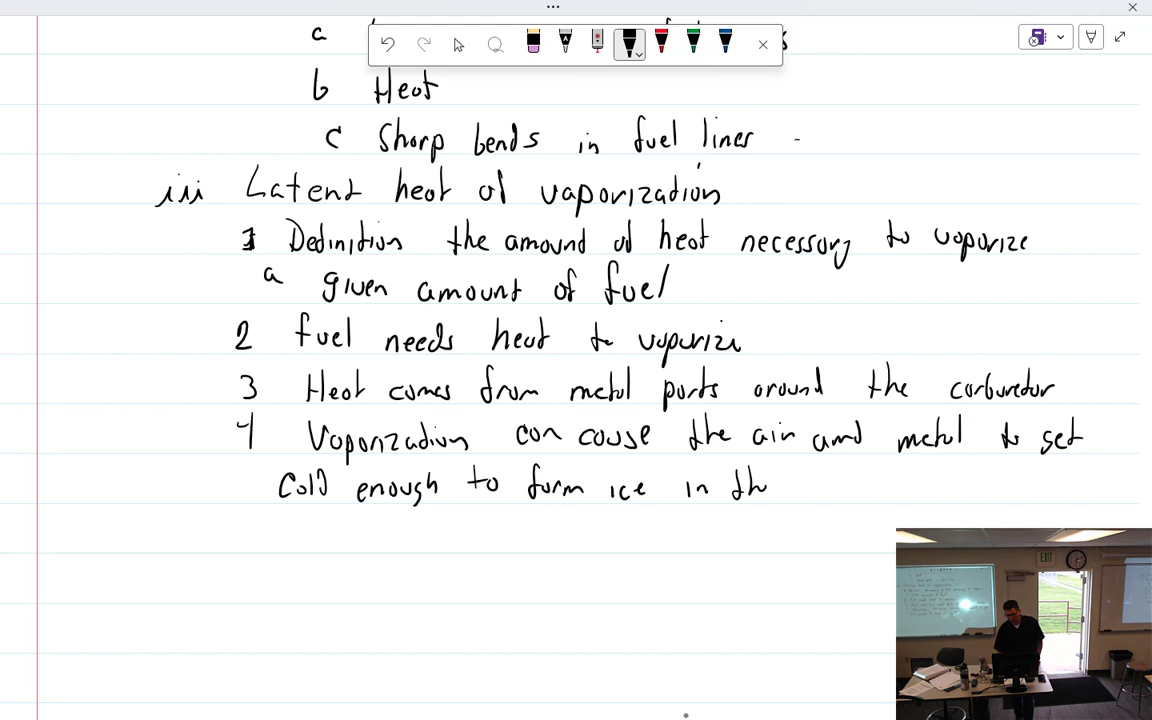 a
b Heat
c Sharp bends in fuel lines -
iii Latent heat of vaporization
1 Definition the amount of heat necessary to vaporize
a given amount of fuel
2 fuel needs heat to vaporize
3 Heat comes from metal parts around the carburetor
4 Vaporization can cause the air and metal to get
Cold enough to form ice in th
EXIT